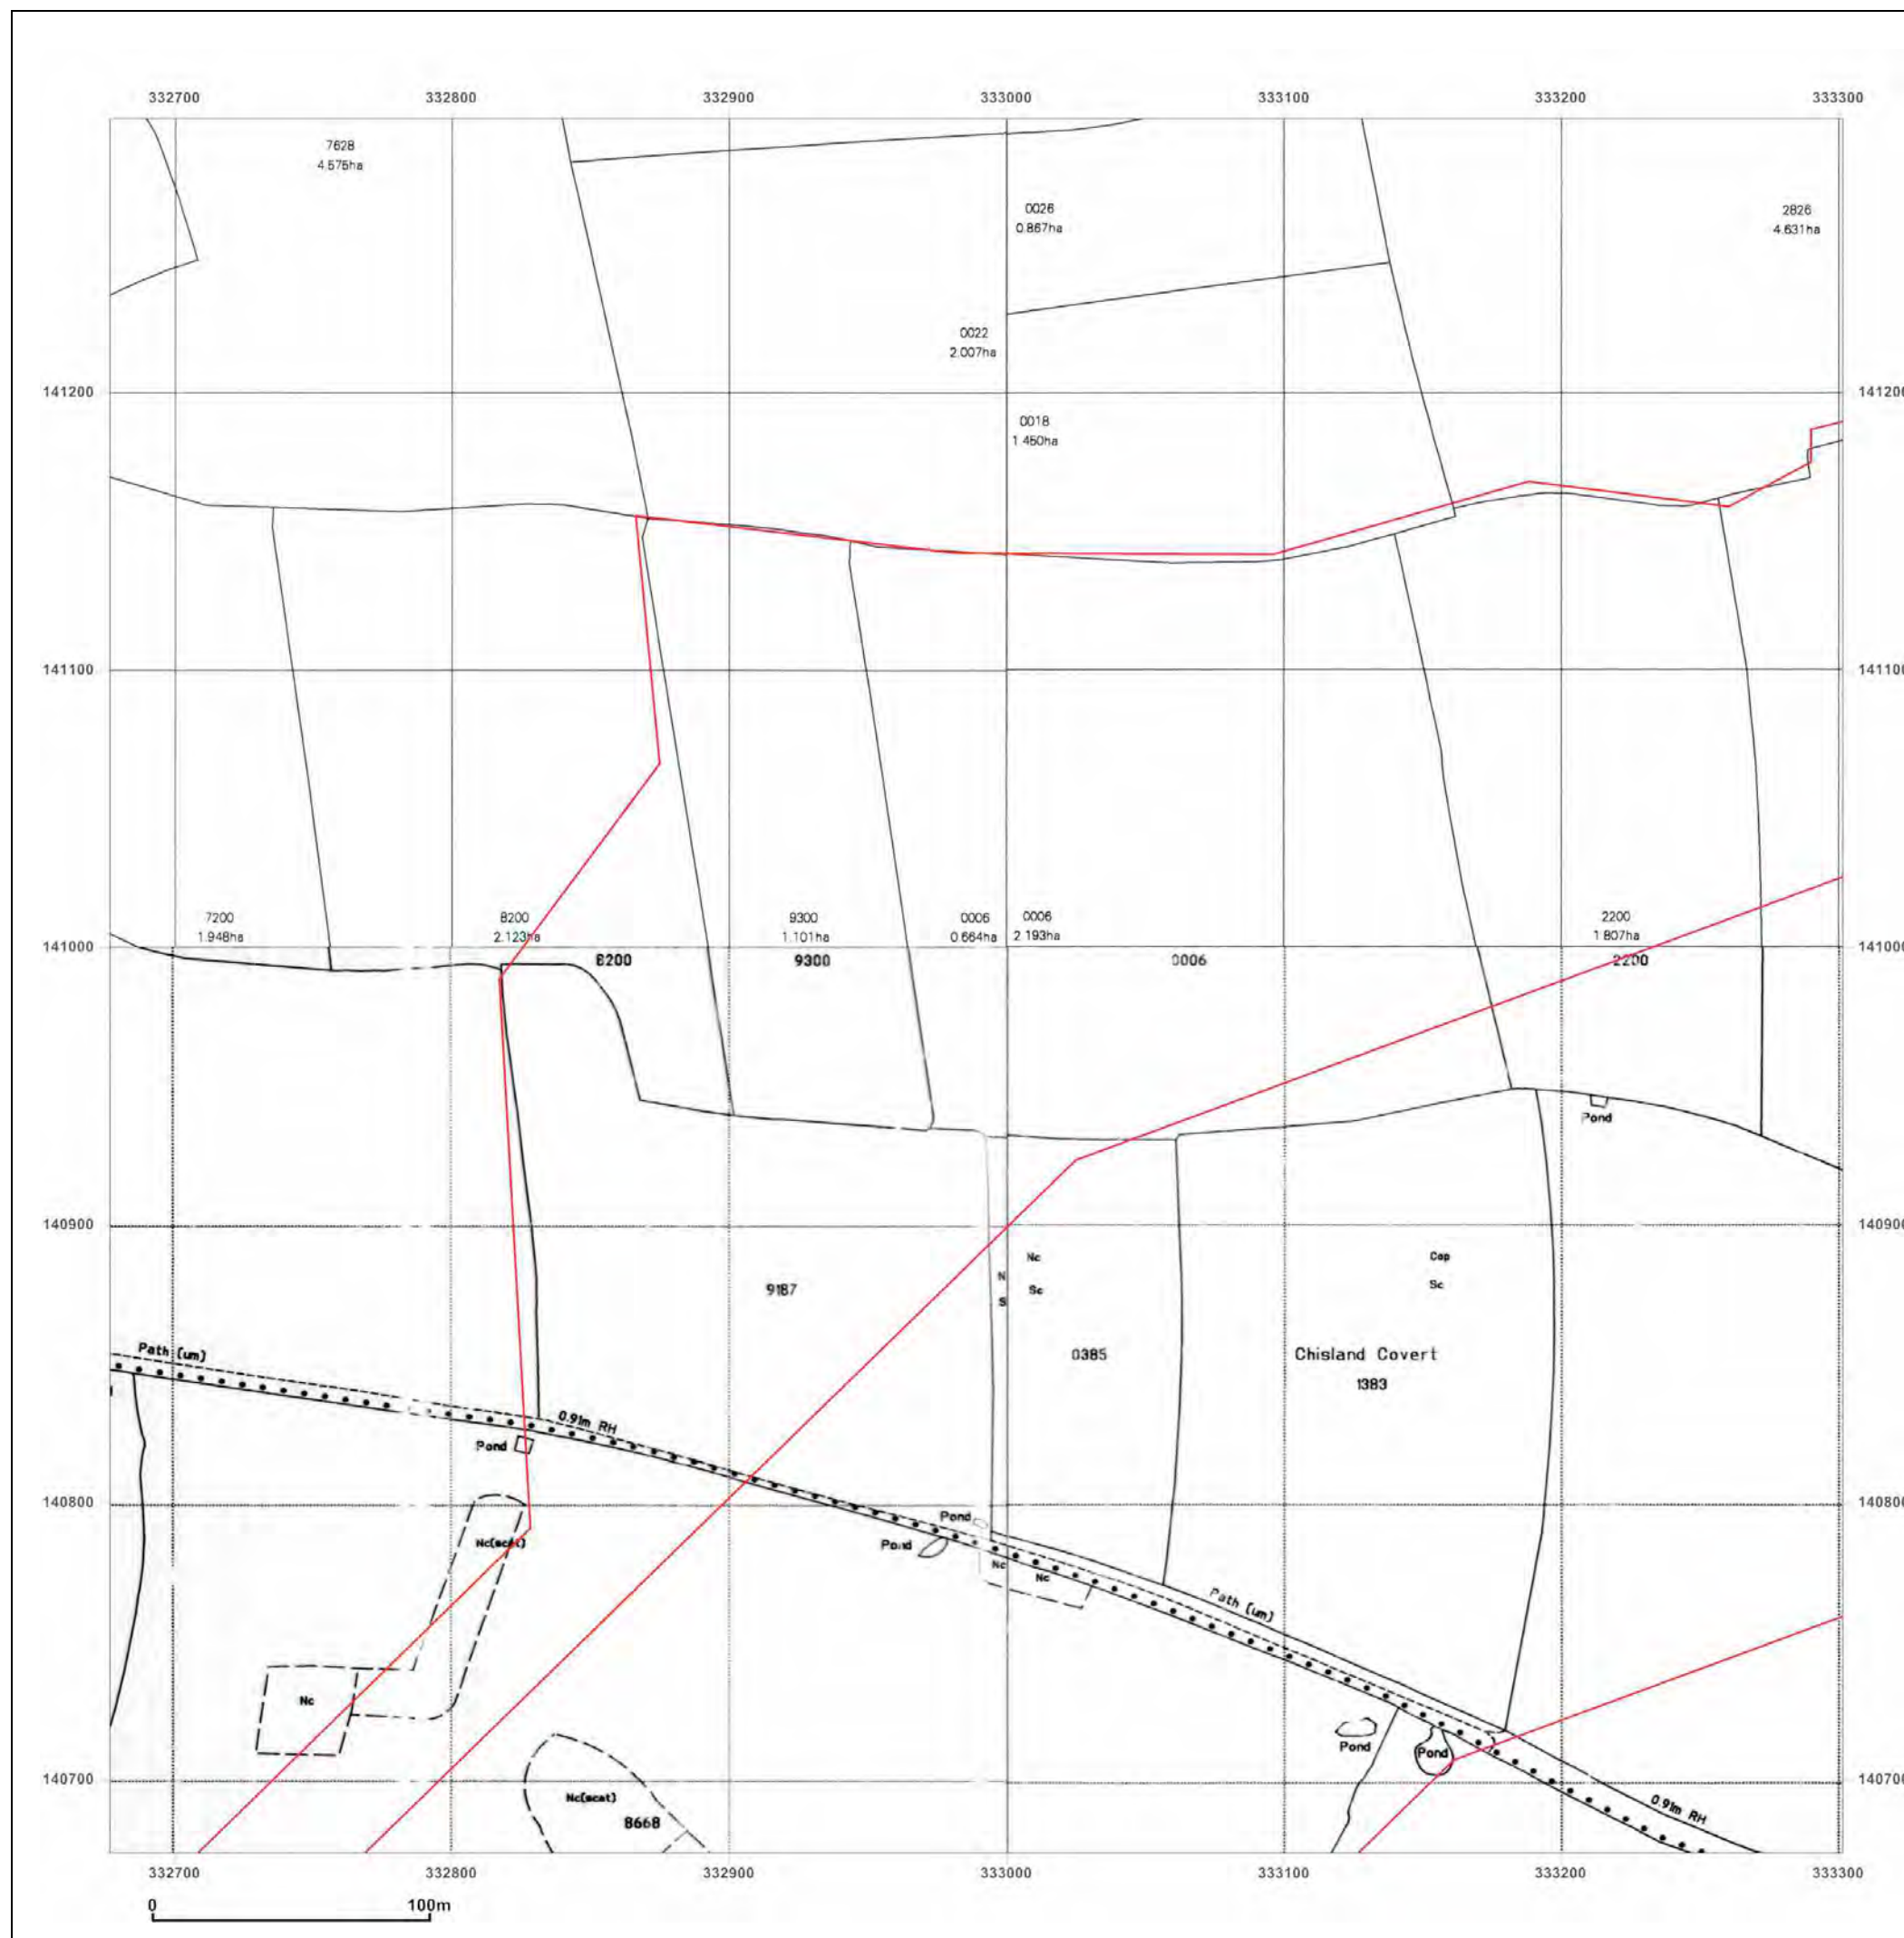 332700 332800 332900 333000 333100 333200 333300
7628
4.575ha
0026
0.867ha
2826
4.631ha
0022
2.007ha
141200 141200
0018
1.450ha
141100 141100
7200
1.948ha
8200
2.123ha
9300
1.101ha
0006
0.664ha
0006
2.193ha
2200
1.807ha
141000 141000
8200 9300 0006 2200
Pond
140900 140900
Nc
Sc
N
S
Cop
Sc
9187
0385
Chisland Covert
1383
Path (um)
0.91m RH
Pond
140800 140800
Pond
Pond
Nc(scat)
Nc
Nc
Path (um)
Nc
Pond
Pond
140700 140700
Nc(scat)
8668
0.91m RH
332700 332800 332900 333000 333100 333200 333300
0 100m